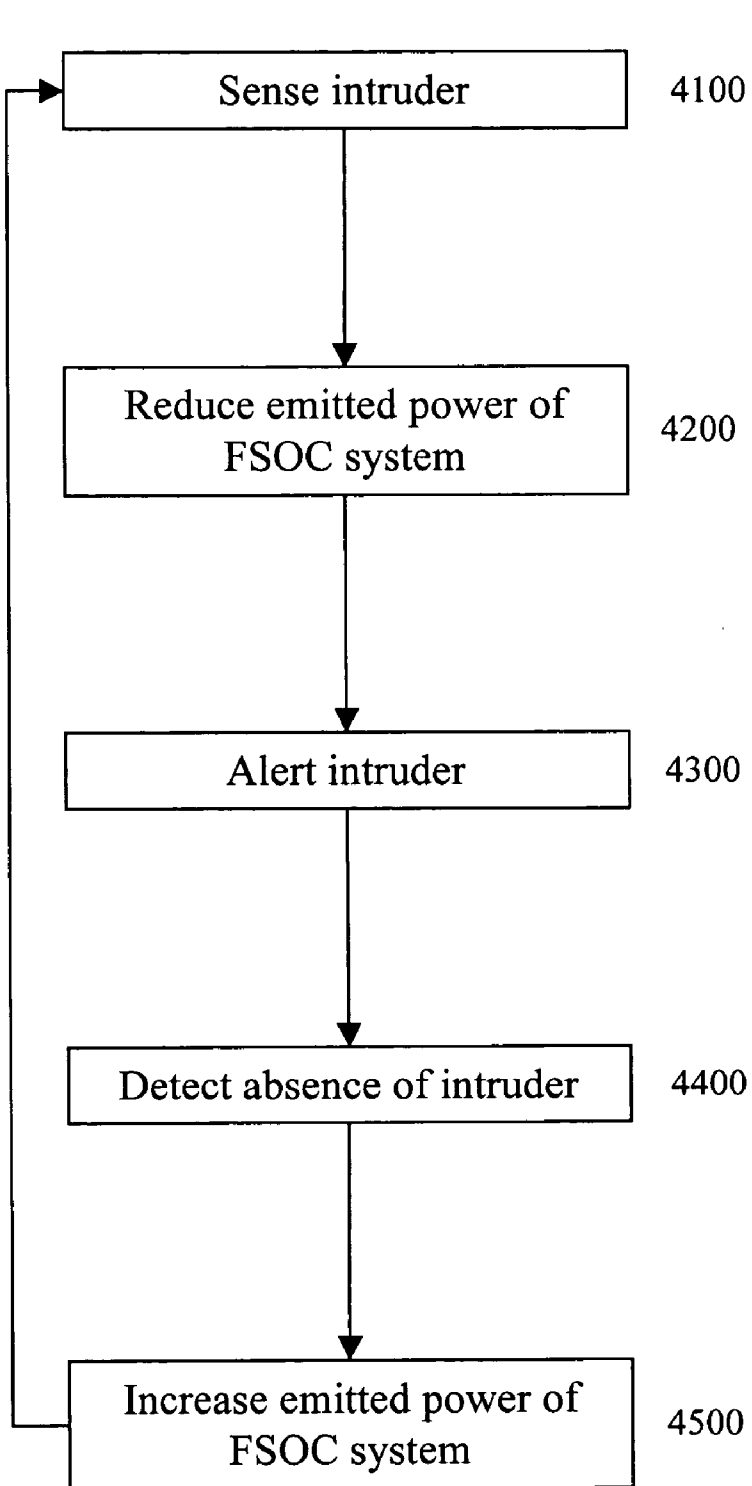 Sense intruder 4100
Reduce emitted power of
FSOC system 4200
Alert intruder 4300
Detect absence of intruder 4400
Increase emitted power of
FSOC system 4500